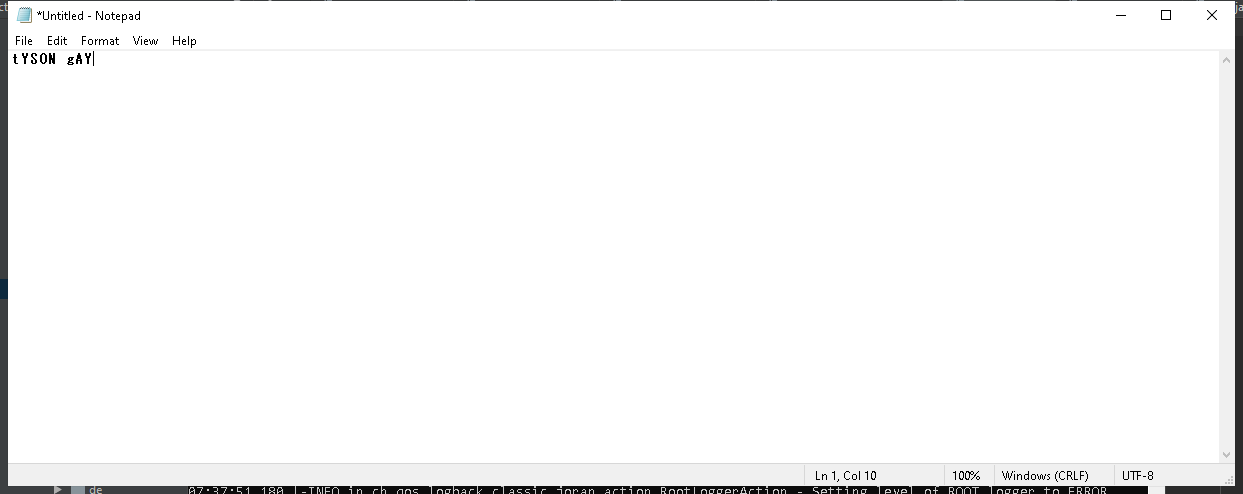 *Untitled - Notepad
File Edit Format View Help
tYSON gAY
Ln 1, Col 10 100% Windows (CRLF) UTF-8
de 07:37:51,180 |-INFO in ch.qos.logback.classic.joran.action.RootLoggerAction - Setting level of ROOT logger to ERROR